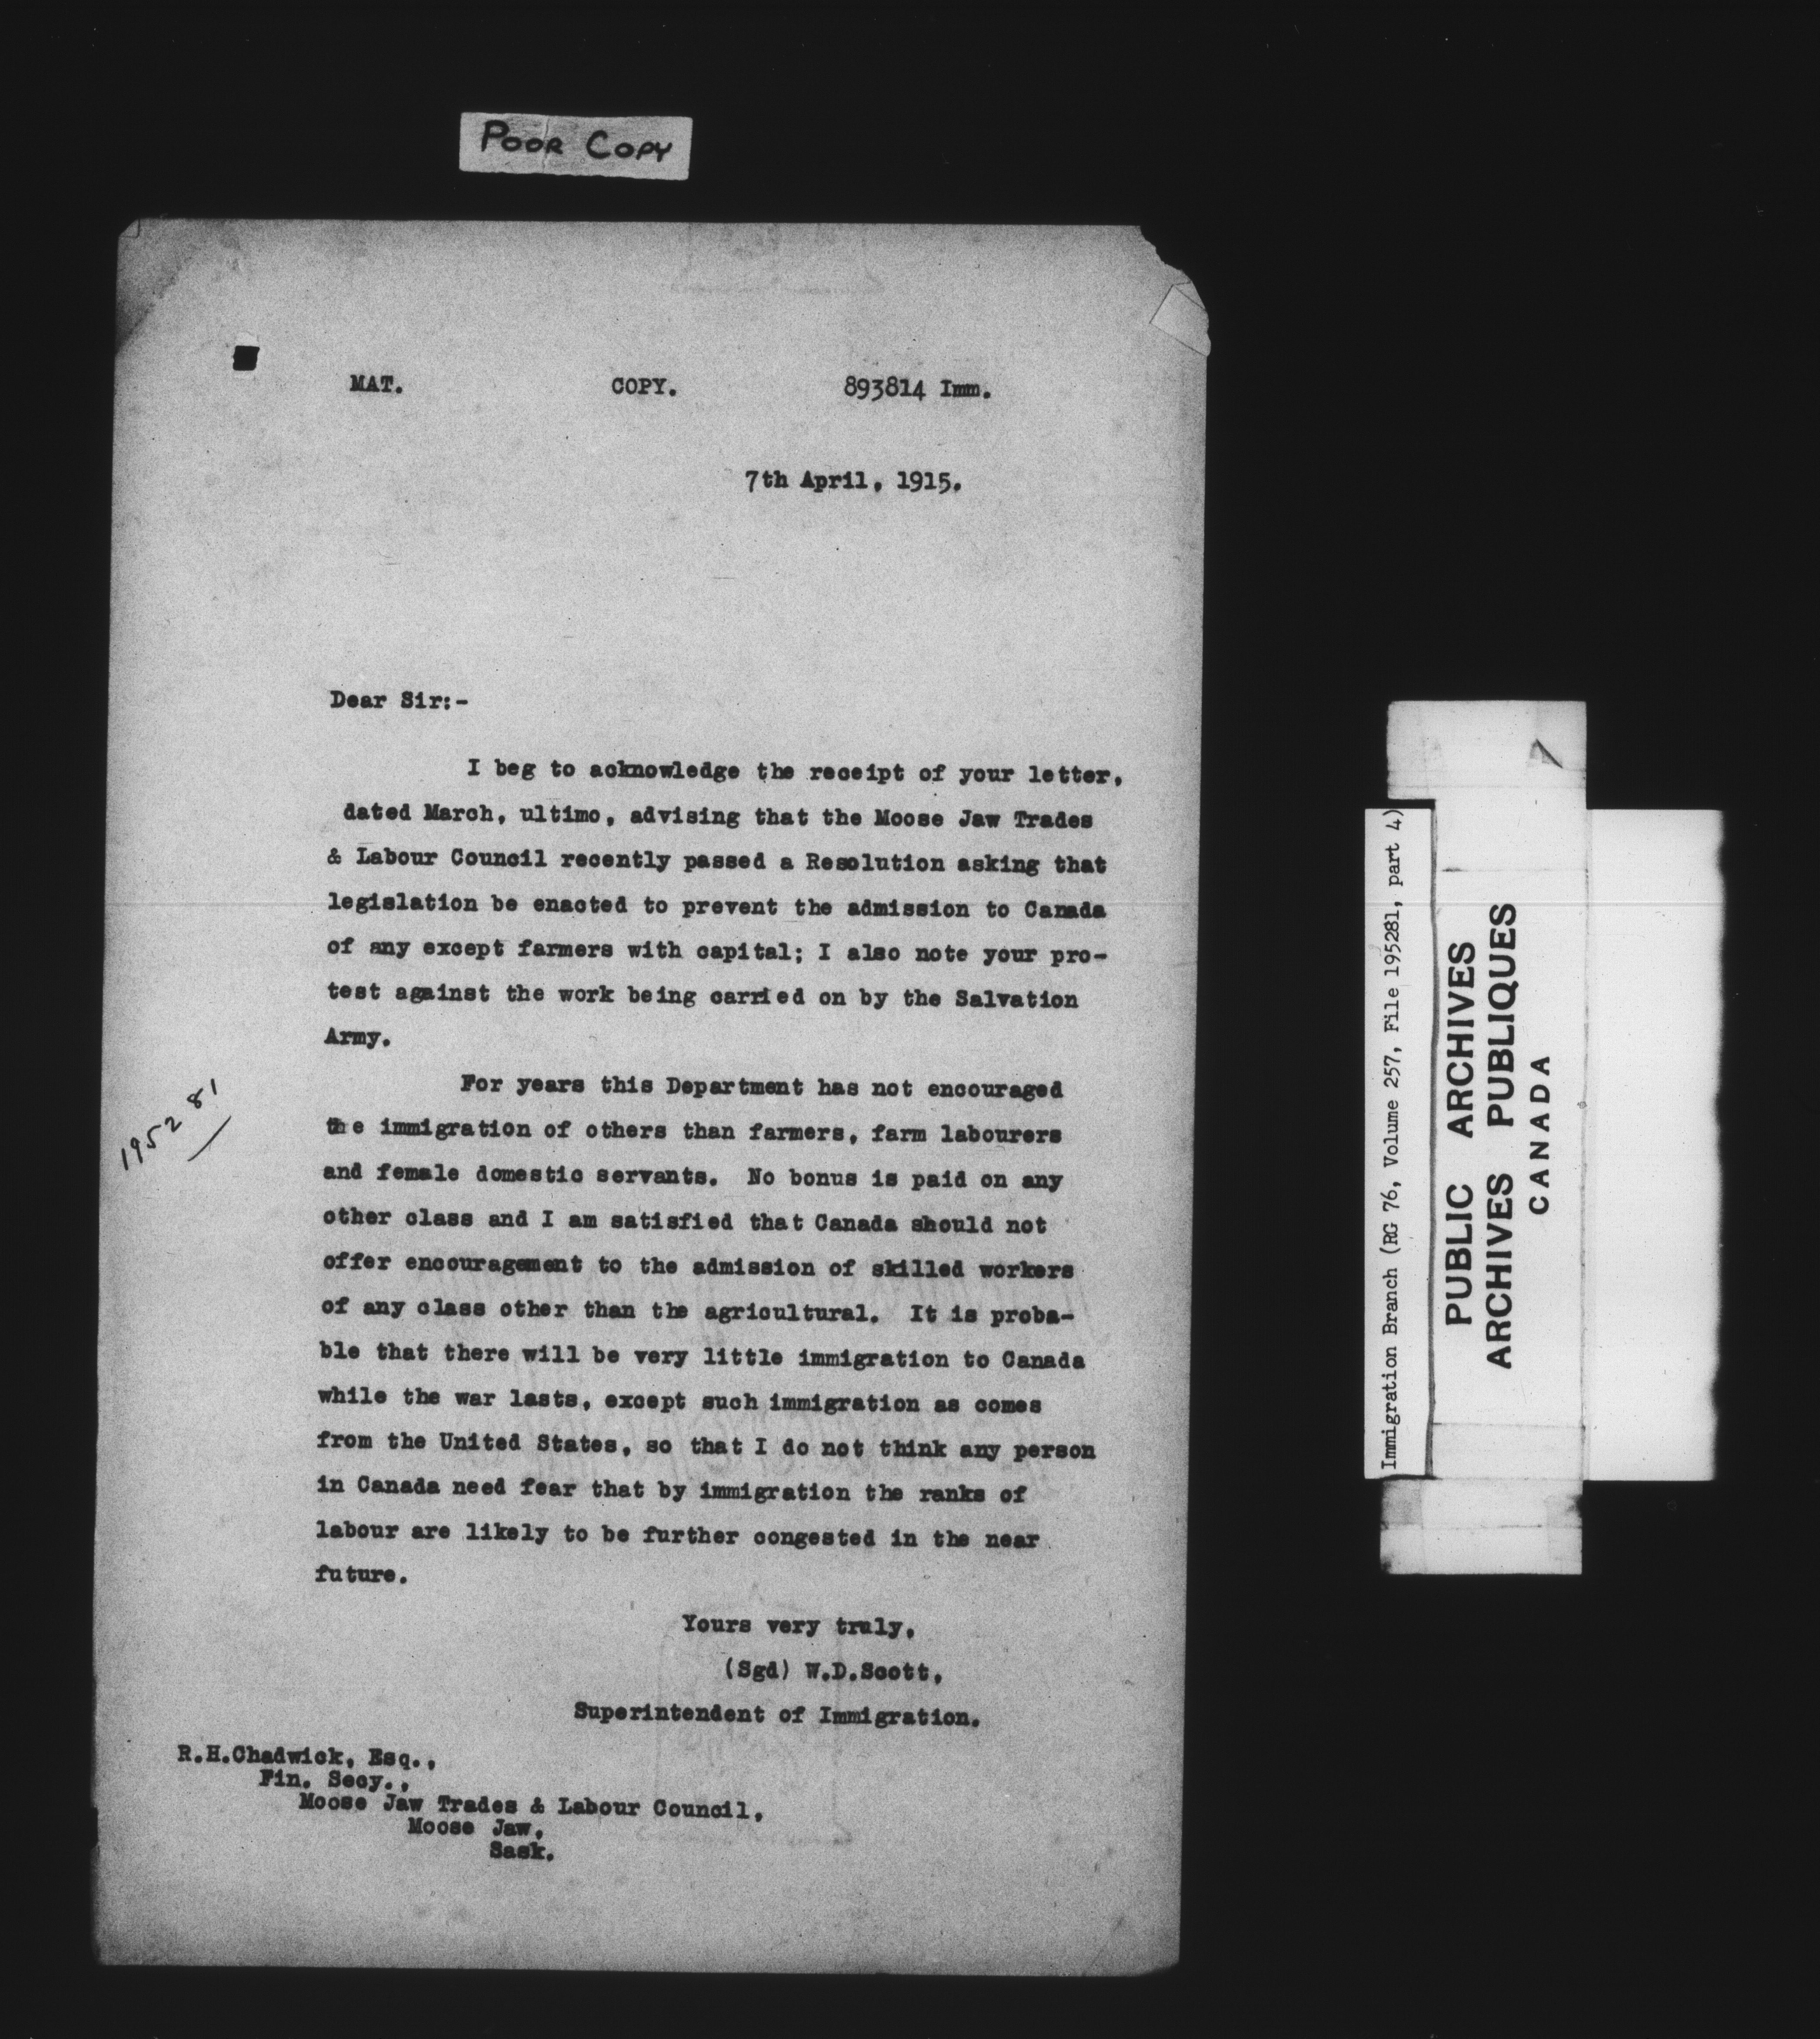 POOR COPY
MAT. COPY. 893814 Imm.
7th April, 1915.
Dear Sir:-
I beg to acknowledge the receipt of your letter,
dated March, ultimo, advising that the Moose Jaw Trades
& Labour Council recently passed a Resolution asking that
legislation be enacted to prevent the admission to Canada
of any except farmers with capital; I also note your pro-
test against the work being carried on by the Salvation
Army.
For years this Department has not encouraged
the immigration of others than farmers, farm labourers
and female domestic servants. No bonus is paid on any
other class and I am satisfied that Canada should not
offer encouragement to the admission of skilled workers
of any class other than the agricultural. It is proba-
ble that there will be very little immigration to Canada
while the war lasts, except such immigration as comes
from the United States, so that I do not think any person
in Canada need fear that by immigration the ranks of
labour are likely to be further congested in the near
future.
195281
Yours very truly,
(Sgd) W.D.Scott,
Superintendent of Immigration.
R.H.Chadwick, Esq.,
Fin. Secy.,
Moose Jaw Trades & Labour Council,
Moose Jaw,
Sask.
Immigration Branch (RG 76, Volume 257, File 195281, part 4)
PUBLIC ARCHIVES
ARCHIVES PUBLIQUES
CANADA